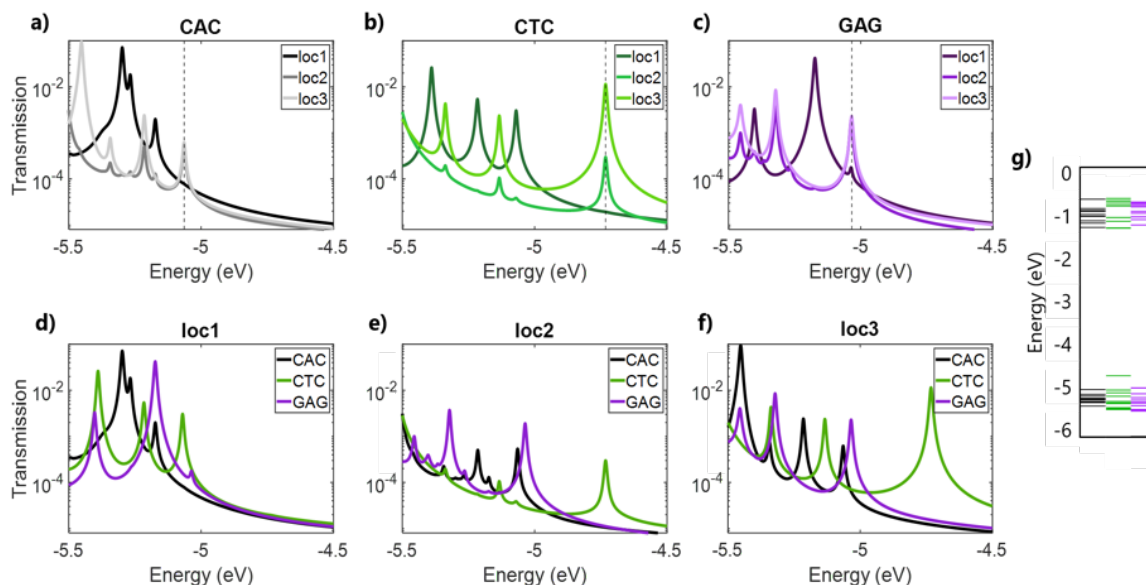 a) CAC
loc1
loc2
loc3
Transmission
10⁻²
10⁻⁴
-5.5 -5 -4.5
Energy (eV)
b) CTC
loc1
loc2
loc3
10⁻²
10⁻⁴
-5.5 -5 -4.5
Energy (eV)
c) GAG
loc1
loc2
loc3
10⁻²
10⁻⁴
-5.5 -5 -4.5
Energy (eV)
d) loc1
CAC
CTC
GAG
Transmission
10⁻²
10⁻⁴
-5.5 -5 -4.5
Energy (eV)
e) loc2
CAC
CTC
GAG
10⁻²
10⁻⁴
-5.5 -5 -4.5
Energy (eV)
f) loc3
CAC
CTC
GAG
10⁻²
10⁻⁴
-5.5 -5 -4.5
Energy (eV)
g)
0
-1
-2
-3
-4
-5
-6
Energy (eV)